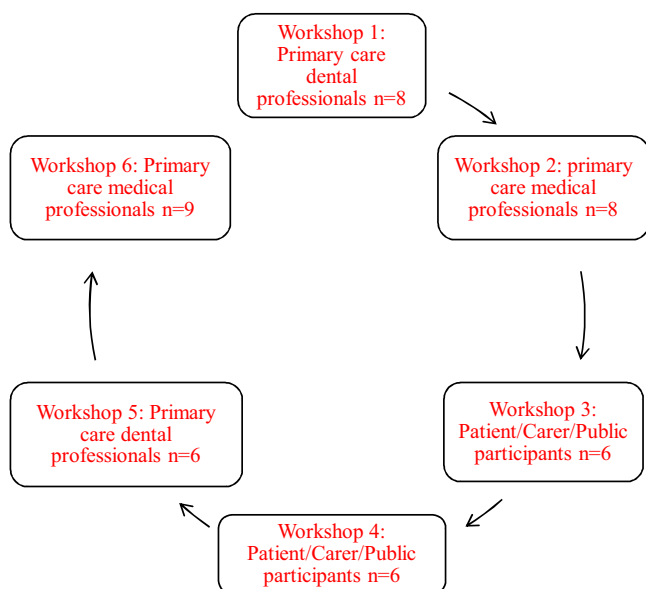 Workshop 1:
Primary care
dental
professionals n=8
Workshop 2: primary
care medical
professionals n=8
Workshop 3:
Patient/Carer/Public
participants n=6
Workshop 4:
Patient/Carer/Public
participants n=6
Workshop 5: Primary
care dental
professionals n=6
Workshop 6: Primary
care medical
professionals n=9